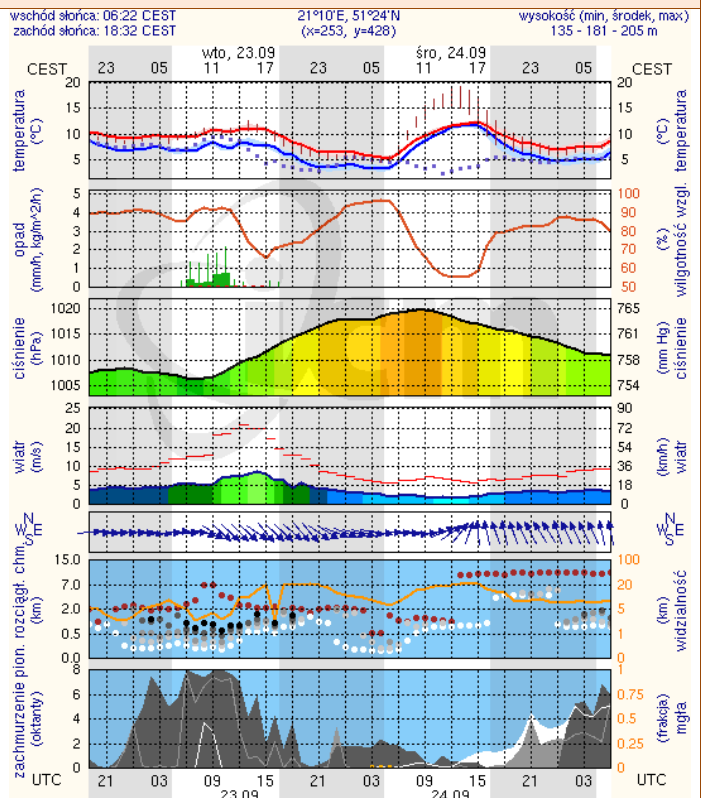 wschód słońca: 06:22 CEST 21°10'E, 51°24'N wysokość (min, środek, max)
zachód słońca: 18:32 CEST (x=253, y=428) 135 - 181 - 205 m
wto, 23.09 śro, 24.09
CEST 23 05 11 17 23 05 11 17 23 05 CEST
temperatura
(°C)
20
15
10
5
20
15
10
5
(°C)
temperatura
opad
(mm/h, kg/m^2/h)
5
4
3
2
1
0
100
90
80
70
60
50
(%)
wilgotność wzgl.
ciśnienie
(hPa)
1020
1015
1010
1005
765
761
758
754
(mm Hg)
ciśnienie
wiatr
(m/s)
25
20
15
10
5
0
90
72
54
36
18
0
(km/h)
wiatr
N
W E
S
N
W E
S
pion. rozciągł. chm.
(km)
15.0
7.0
2.0
0.5
0.0
100
20
5
1
0
(km)
widzialność
zachmurzenie
(oktanty)
8
6
4
2
0
1
0.75
0.5
0.25
0
(frakcja)
mgła
UTC 21 03 09 15 21 03 09 15 21 03 UTC
23.09 24.09
icm